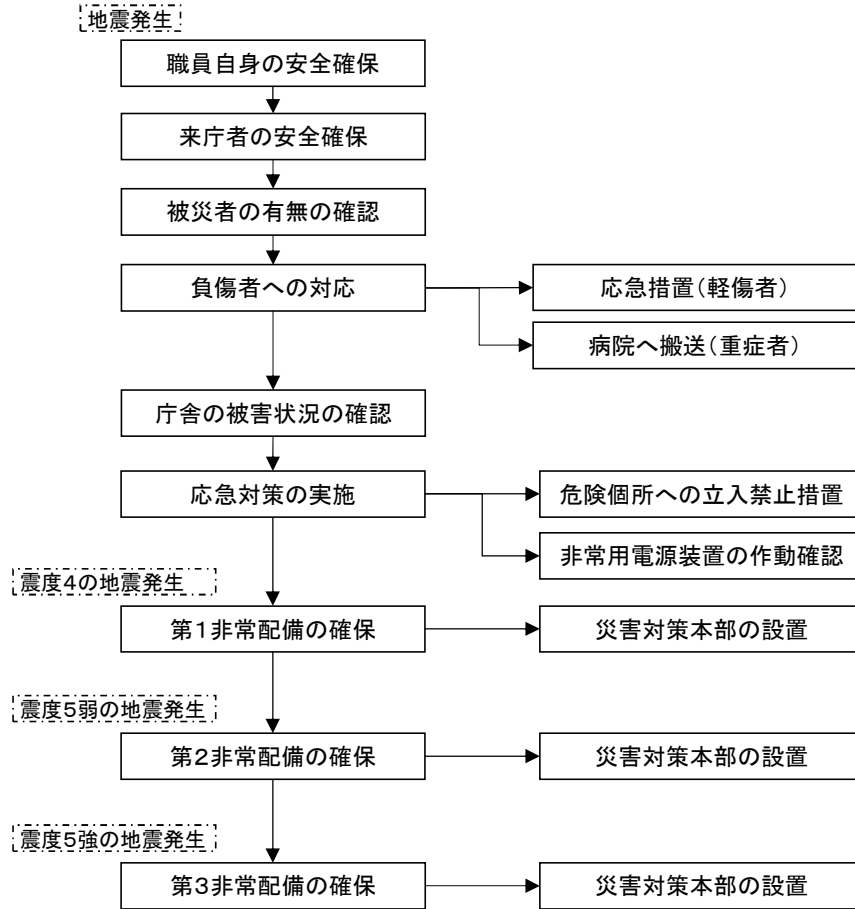 地震発生
職員自身の安全確保
来庁者の安全確保
被災者の有無の確認
負傷者への対応
応急措置（軽傷者）
病院へ搬送（重症者）
庁舎の被害状況の確認
応急対策の実施
危険個所への立入禁止措置
非常用電源装置の作動確認
震度4の地震発生
第１非常配備の確保
災害対策本部の設置
震度5弱の地震発生
第２非常配備の確保
災害対策本部の設置
震度5強の地震発生
第３非常配備の確保
災害対策本部の設置